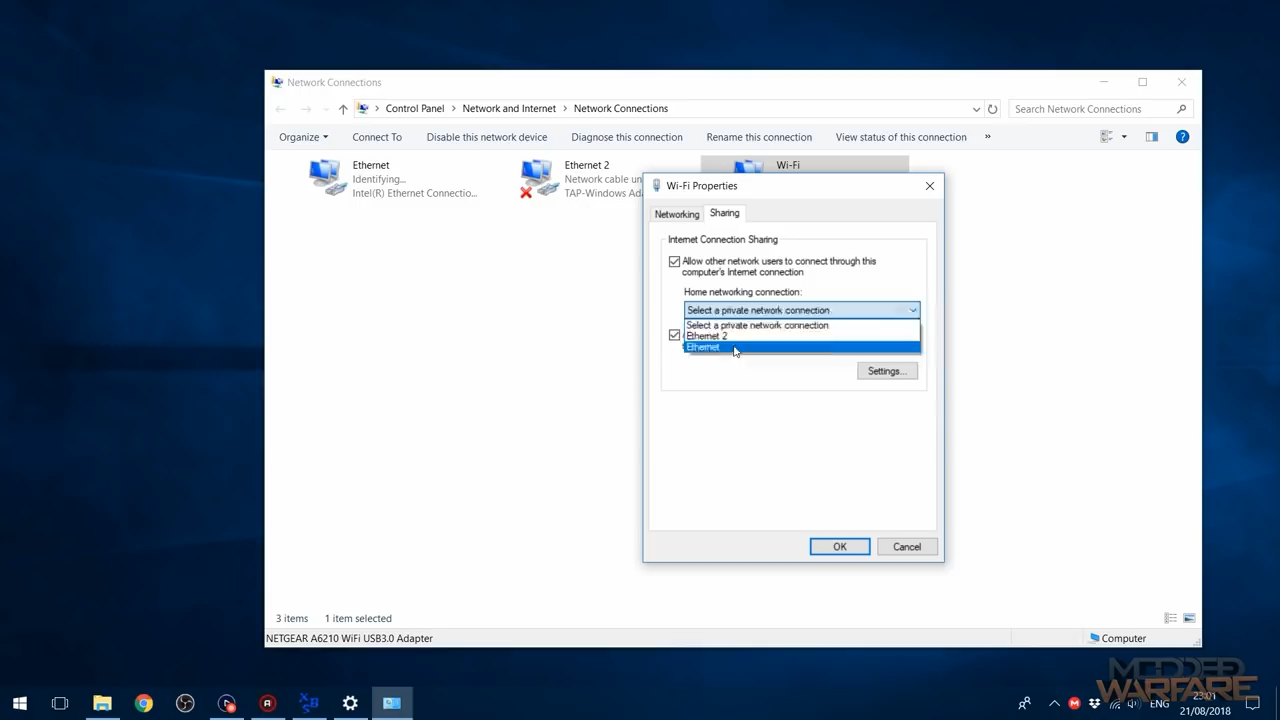 Network Connections
Control Panel > Network and Internet > Network Connections
Search Network Connections
Organize Connect To Disable this network device Diagnose this connection Rename this connection View status of this connection »
Ethernet
Identifying...
Intel(R) Ethernet Connectio...
Ethernet 2
Network cable un
TAP-Windows Ad
Wi-Fi
Wi-Fi Properties
Networking Sharing
Internet Connection Sharing
Allow other network users to connect through this
computer's Internet connection
Home networking connection:
Select a private network connection
Select a private network connection
Ethernet 2
Ethernet
Settings...
OK Cancel
3 items 1 item selected
NETGEAR A6210 WiFi USB3.0 Adapter
Computer
MODDED
WARFARE
23:01
ENG
21/08/2018